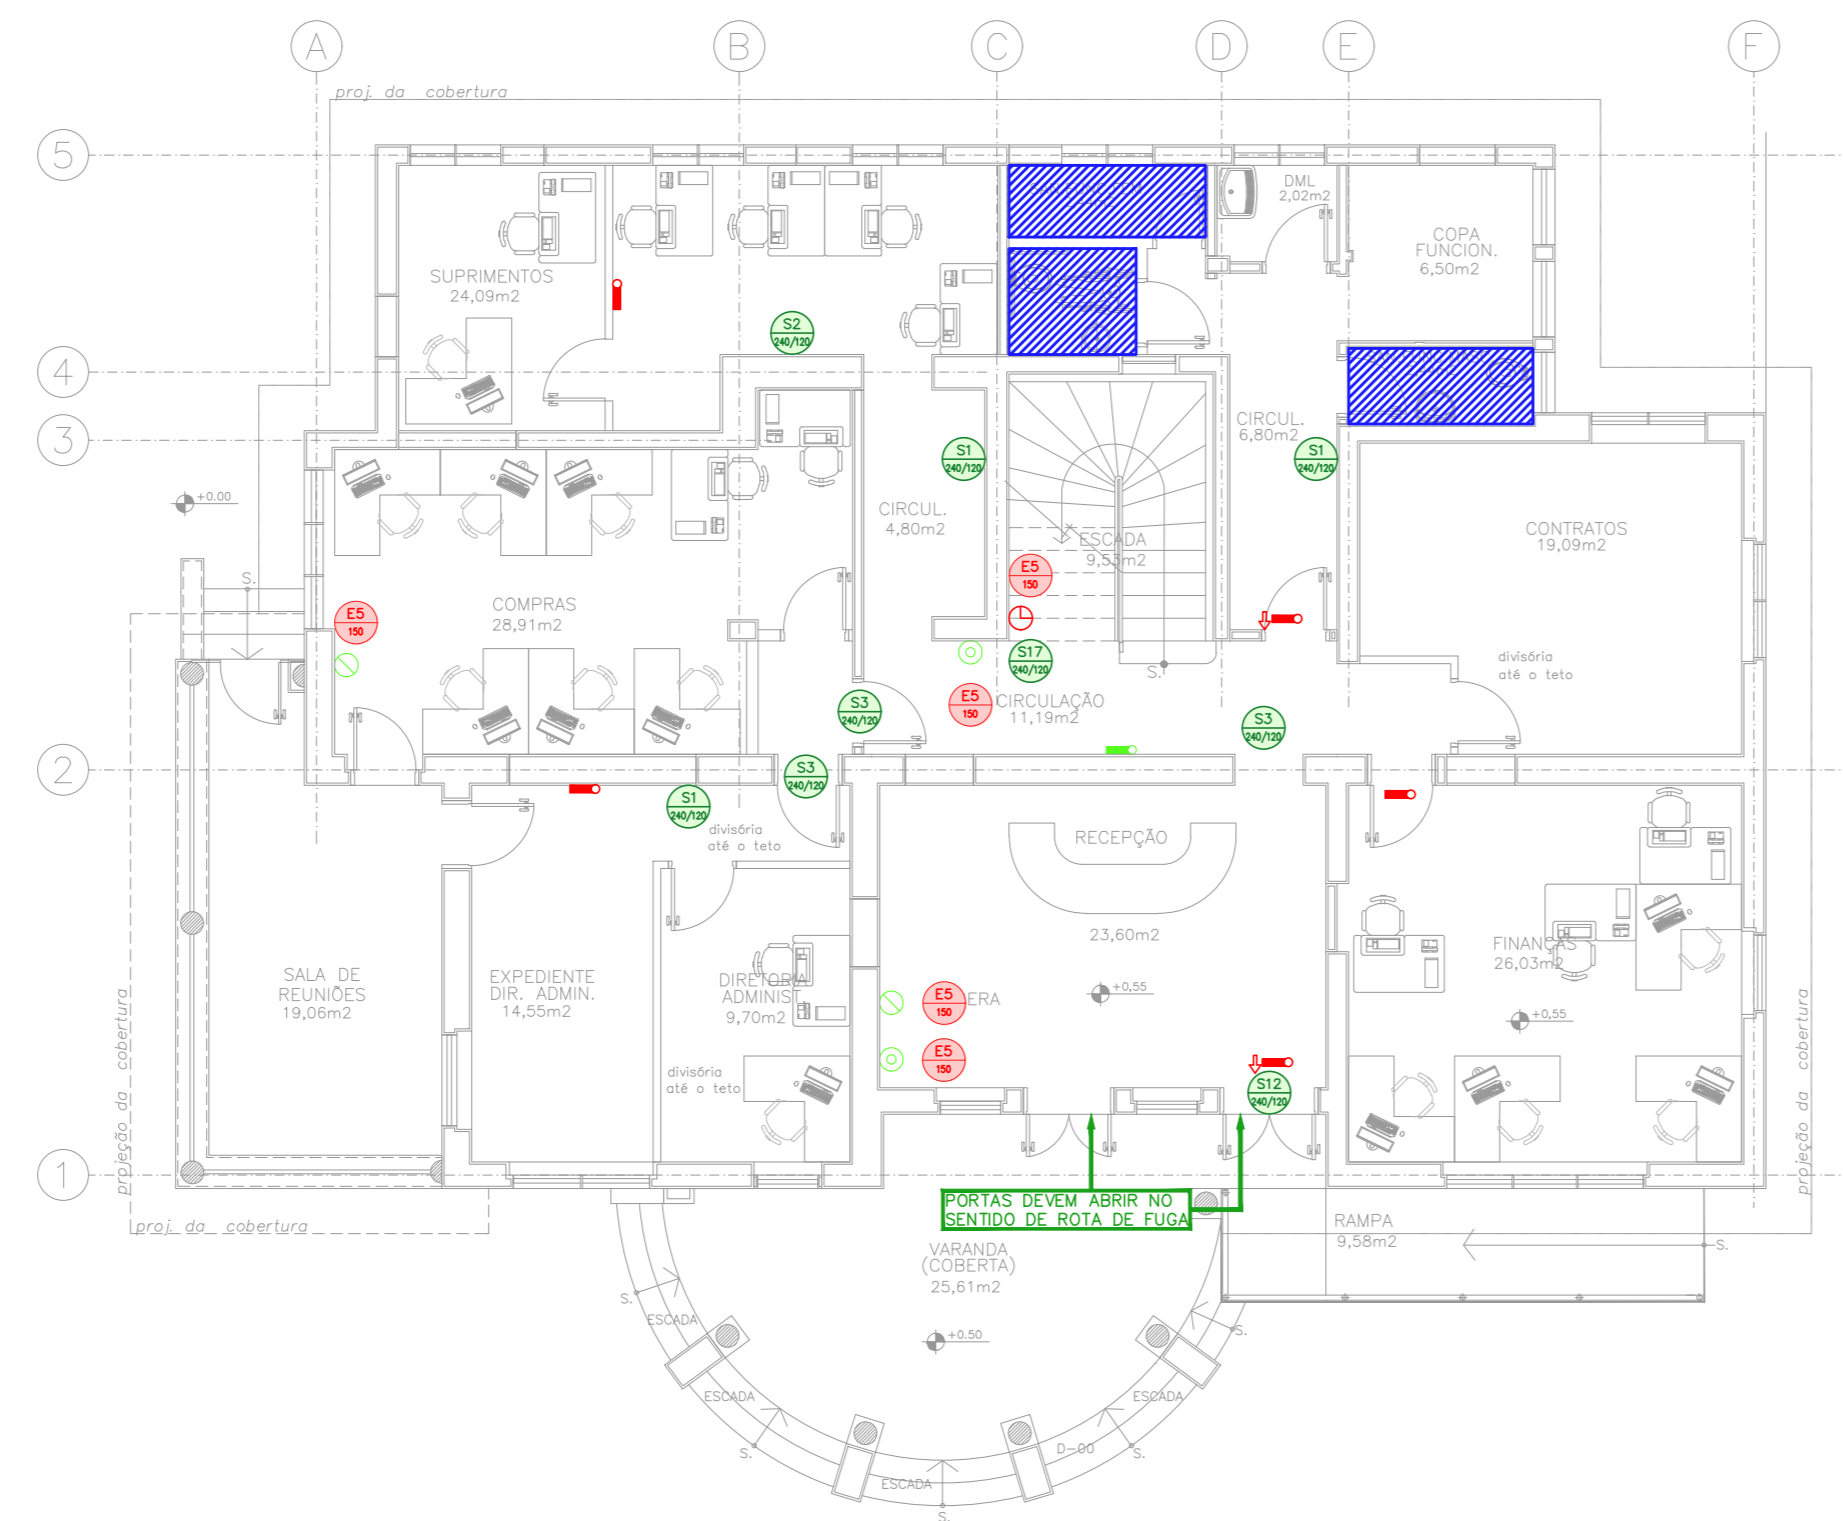 A
B
C
D
E
F
proj. da cobertura
5
DML
2,02m2
COPA
FUNCION.
6,50m2
SUPRIMENTOS
24,09m2
S2
240/120
4
3
CIRCUL.
6,80m2
S1
240/120
S1
240/120
+0.00
CIRCUL.
4,80m2
CONTRATOS
19,09m2
ESCADA
9,53m2
S.
E5
150
COMPRAS
28,91m2
E5
150
S17
240/120
S.
divisória
até o teto
E5
150
CIRCULAÇÃO
11,19m2
S3
240/120
S3
240/120
2
S3
240/120
S1
240/120
divisória
até o teto
RECEPÇÃO
23,60m2
FINANÇAS
26,03m2
SALA DE
REUNIÕES
19,06m2
EXPEDIENTE
DIR. ADMIN.
14,55m2
DIRETORIA
ADMINIST.
9,70m2
E5
150
ERA
+0,55
+0,55
projeção da cobertura
projeção da cobertura
E5
150
divisória
até o teto
S12
240/120
1
PORTAS DEVEM ABRIR NO
SENTIDO DE ROTA DE FUGA
proj. da cobertura
RAMPA
9,58m2
S.
VARANDA
(COBERTA)
25,61m2
S.
ESCADA
S.
+0.50
ESCADA
ESCADA
S.
S.
D-00
ESCADA
S.